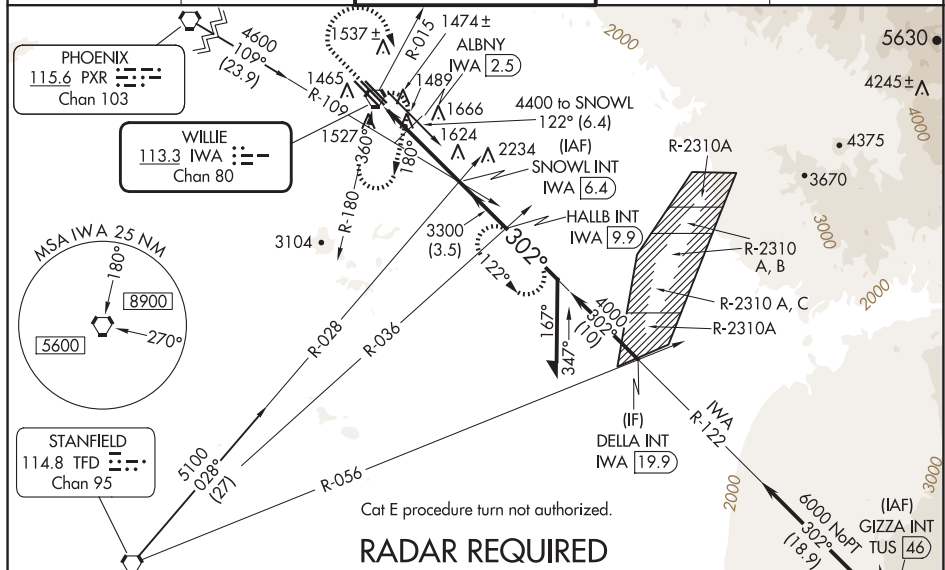 PHOENIX
115.6 PXR
Chan 103
4600
109°
(23.9)
R-109
1537 ±
R-015
1474 ±
ALBNY
IWA 2.5
2000
5630
4245 ±
4000
1465
1489
1666
WILLIE
113.3 IWA
Chan 80
1527
360°
180°
1624
2234
4400 to SNOWL
122° (6.4)
(IAF)
SNOWL INT
IWA 6.4
R-2310A
4375
3670
3000
R-180
3104
3300
(3.5)
302°
HALLB INT
IWA 9.9
R-2310
A, B
MSA IWA 25 NM
180°
8900
5600
270°
122°
R-2310 A, C
2000
R-2310A
4000
302°
(10)
167°
347°
R-028
R-036
(IF)
DELLA INT
IWA 19.9
IWA
R-122
STANFIELD
114.8 TFD
Chan 95
5100
028°
(27)
R-056
2000
3000
Cat E procedure turn not authorized.
RADAR REQUIRED
6000 NoPT
302°
(18.9)
(IAF)
GIZZA INT
TUS 46